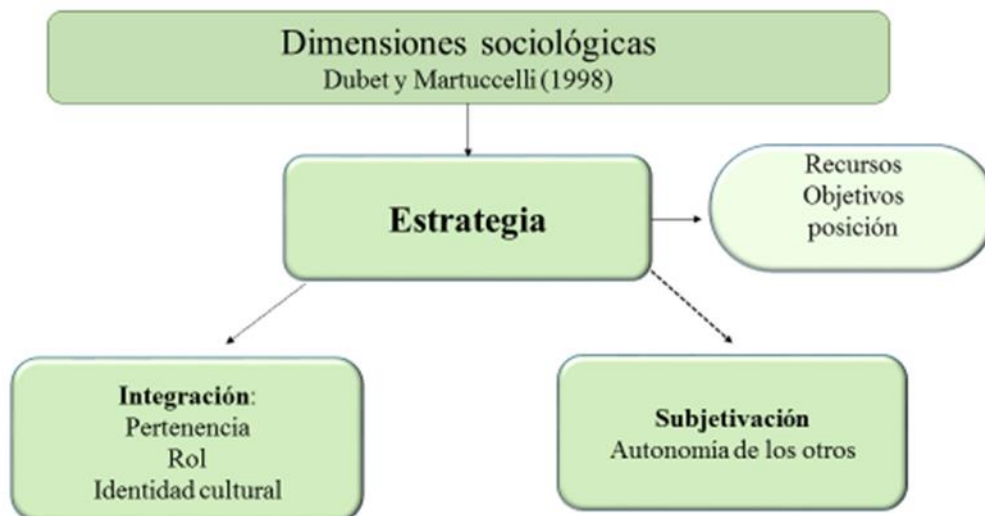 Dimensiones sociológicas
Dubet y Martuccelli (1998)
Estrategia
Recursos
Objetivos
posición
Integración:
Pertenencia
Rol
Identidad cultural
Subjetivación
Autonomía de los otros